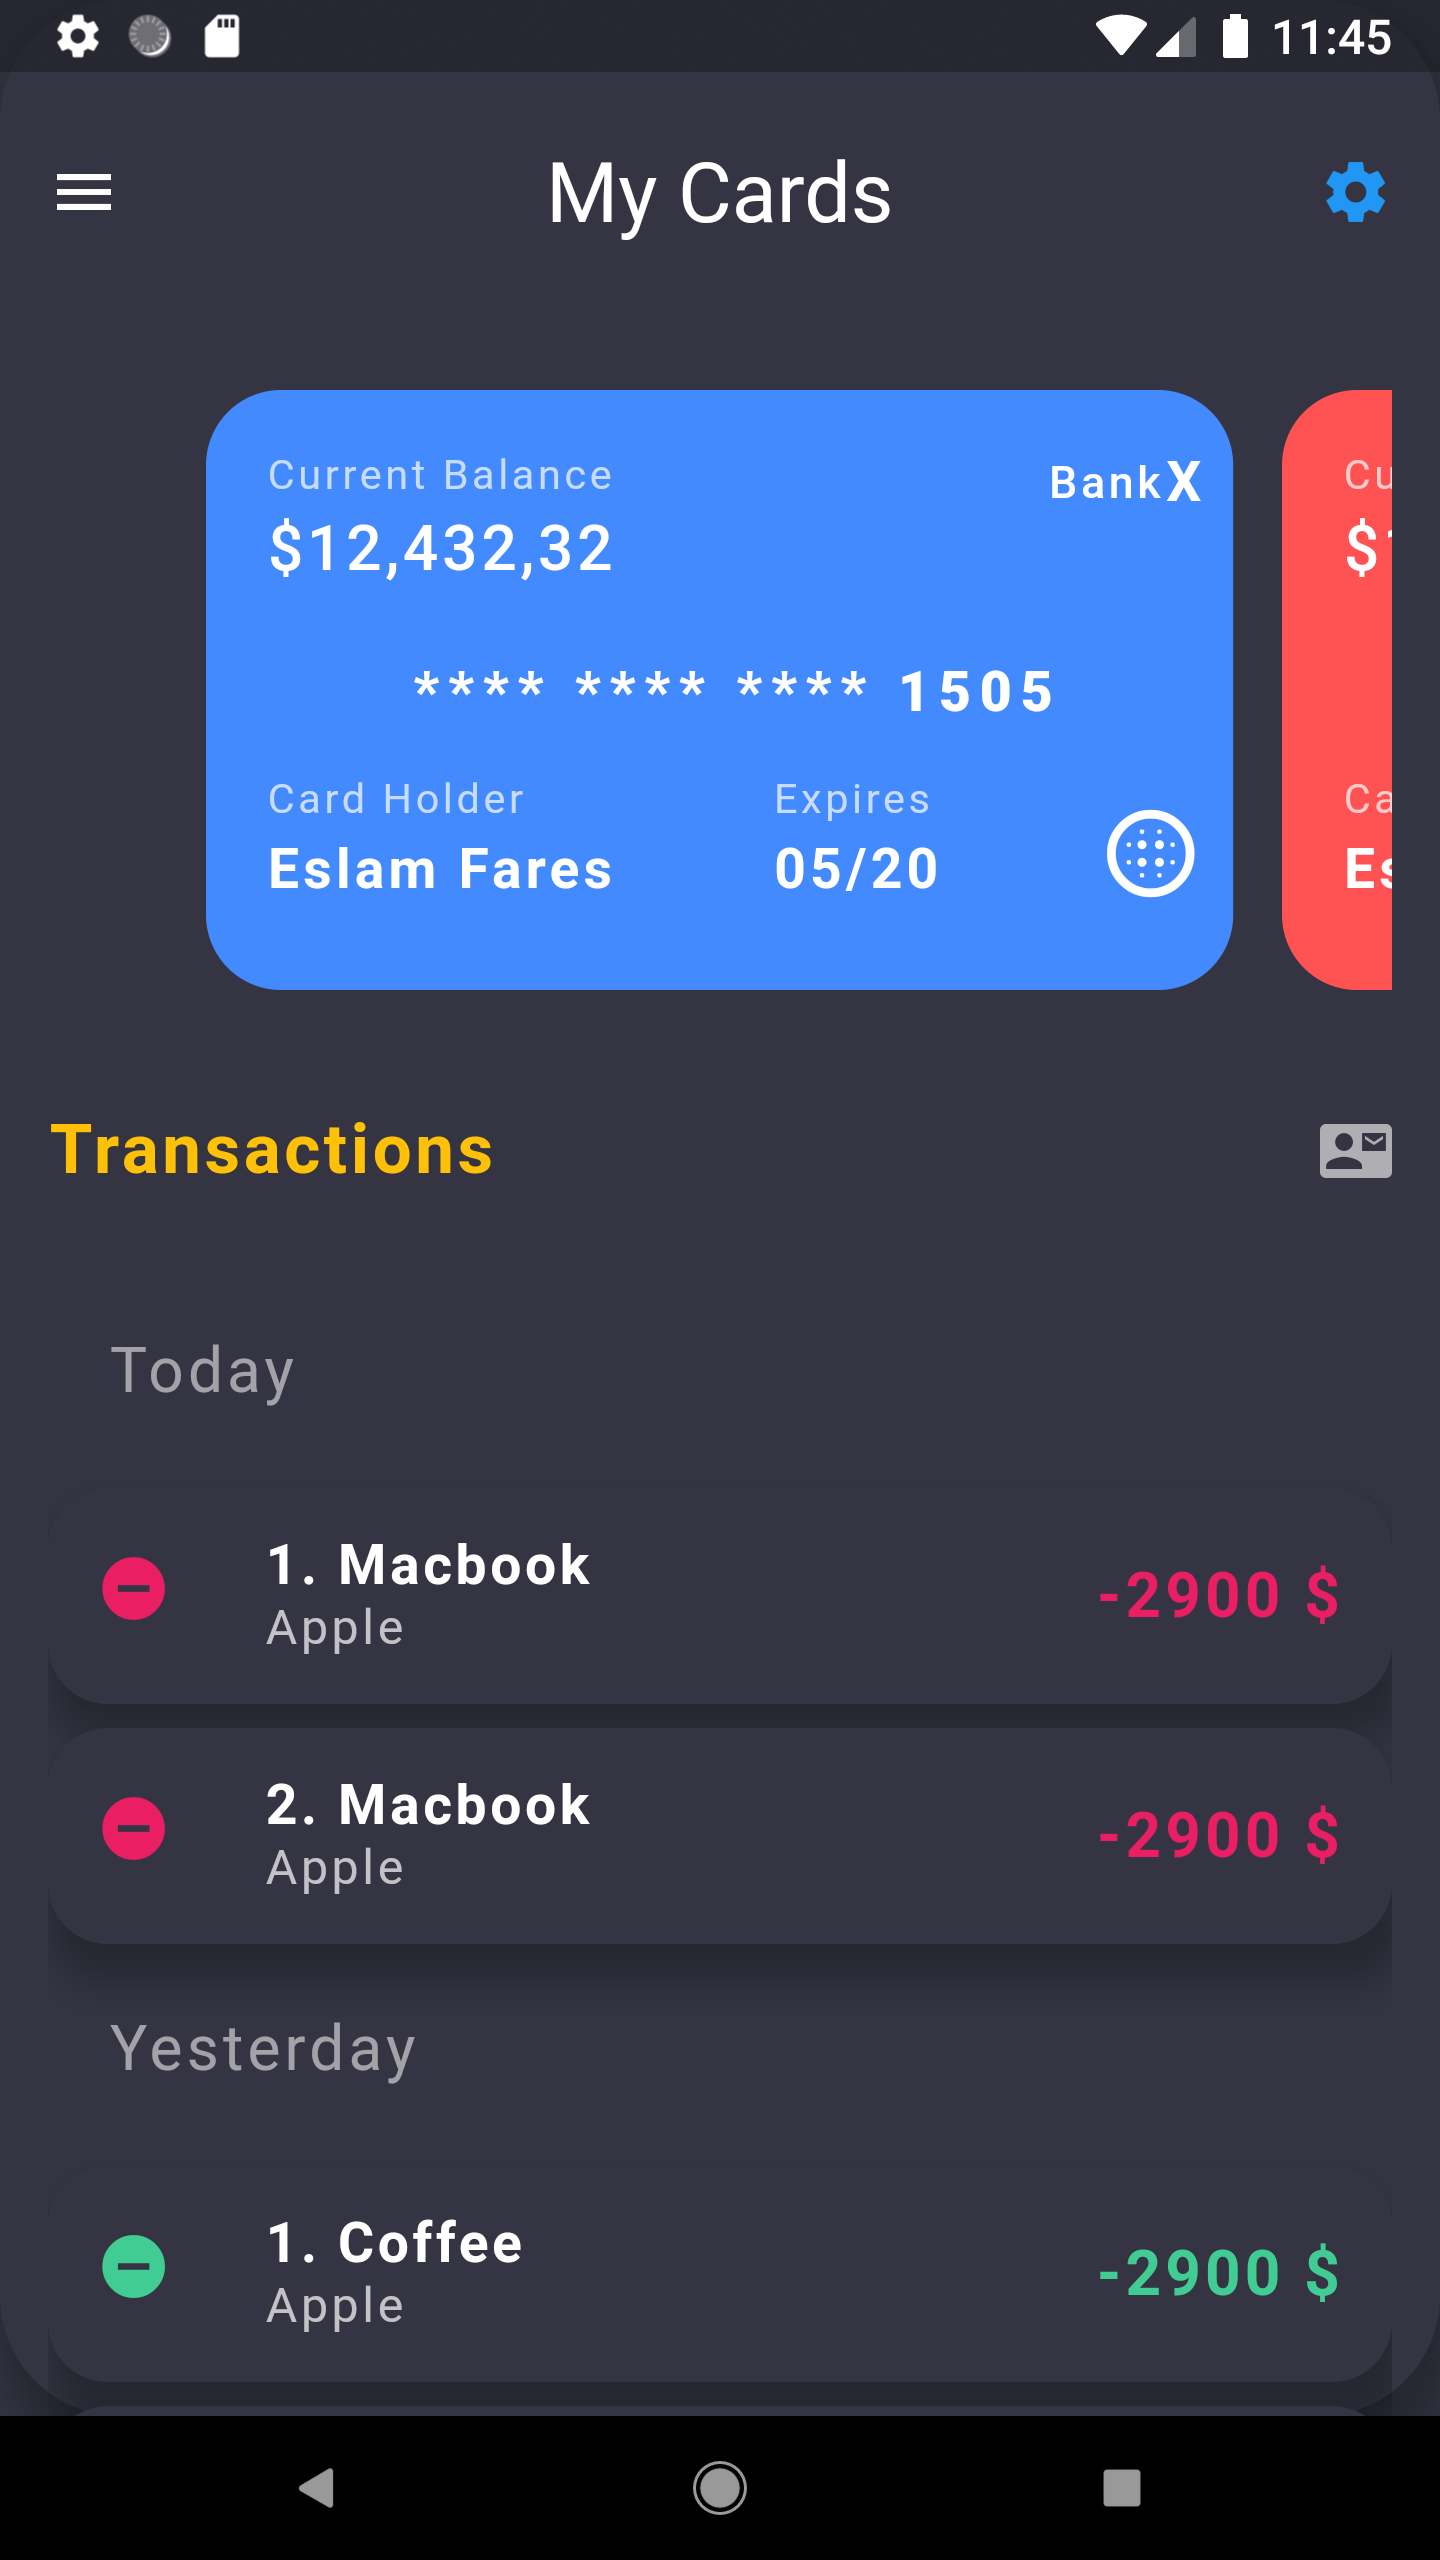 11:45
My Cards
Current Balance
BankX
$12,432,32
**** **** **** 1505
Card Holder
Expires
Eslam Fares
05/20
Cu
$1
Ca
Es
Transactions
Today
1. Macbook
Apple
-2900 $
2. Macbook
Apple
-2900 $
Yesterday
1. Coffee
Apple
-2900 $